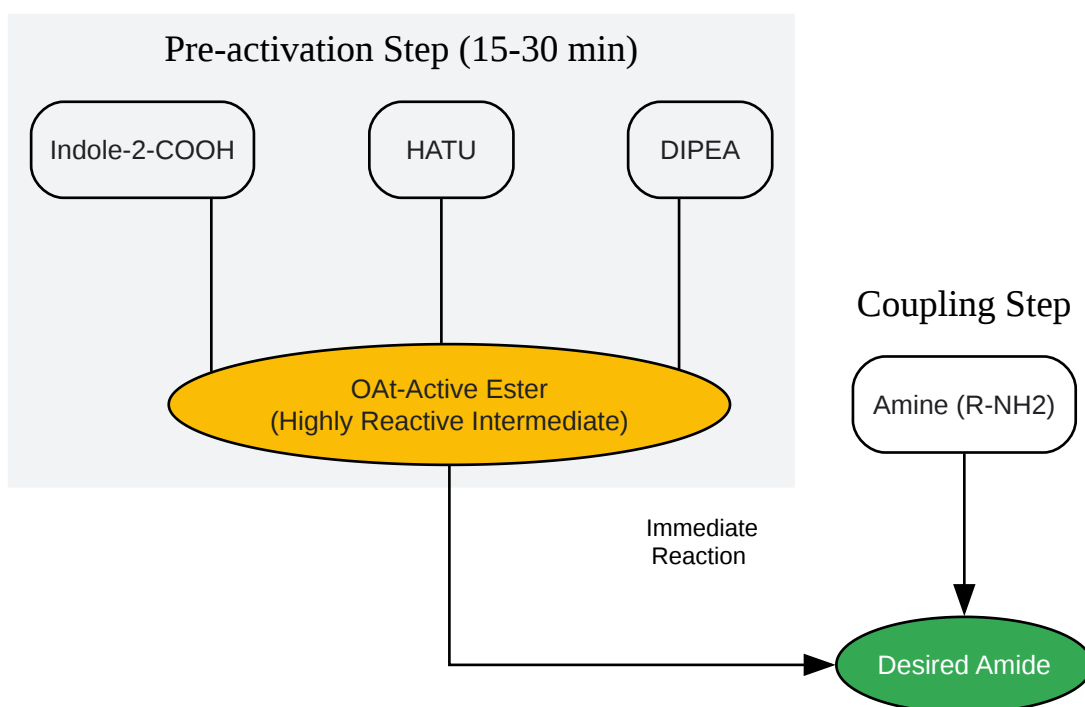 Pre-activation Step (15-30 min)
Indole-2-COOH
HATU
DIPEA
OAt-Active Ester
(Highly Reactive Intermediate)
Coupling Step
Amine (R-NH2)
Immediate
Reaction
Desired Amide